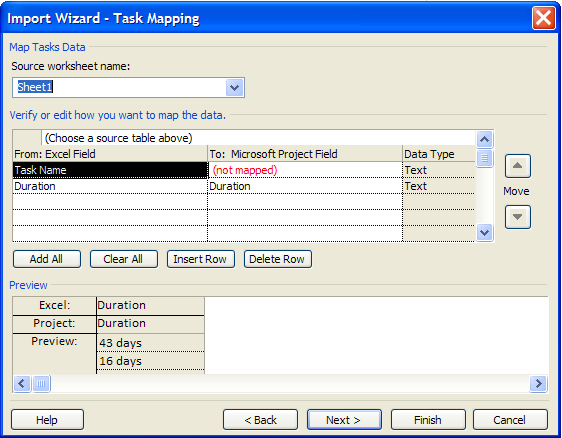 Import Wizard - Task Mapping
Map Tasks Data
Source worksheet name:
Sheet1
Verify or edit how you want to map the data.
(Choose a source table above)
From: Excel Field To: Microsoft Project Field Data Type
Task Name (not mapped) Text
Duration Duration Text
Move
Add All Clear All Insert Row Delete Row
Preview
Excel: Duration
Project: Duration
Preview: 43 days
16 days
Help < Back Next > Finish Cancel